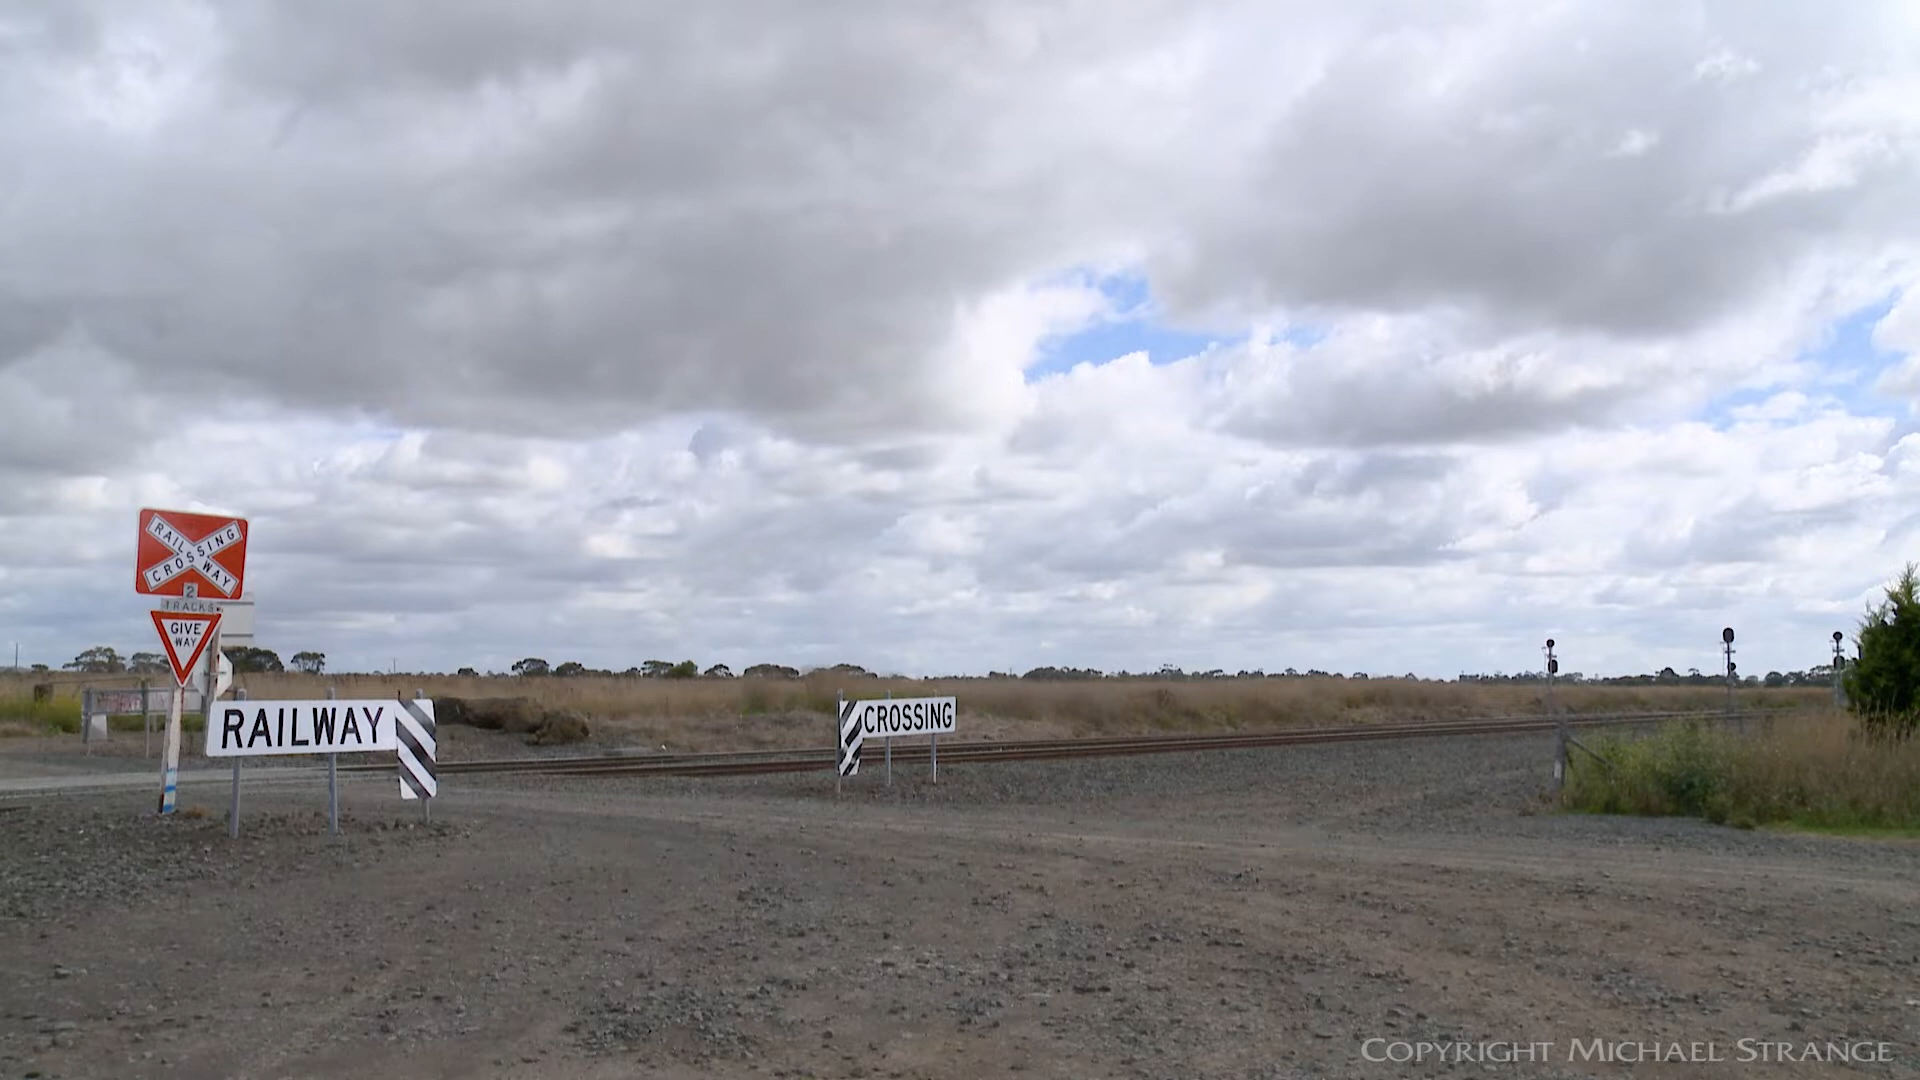 RAILWAY
CROSSING
2
TRACKS
GIVE
WAY
RAILWAY
CROSSING
COPYRIGHT MICHAEL STRANGE